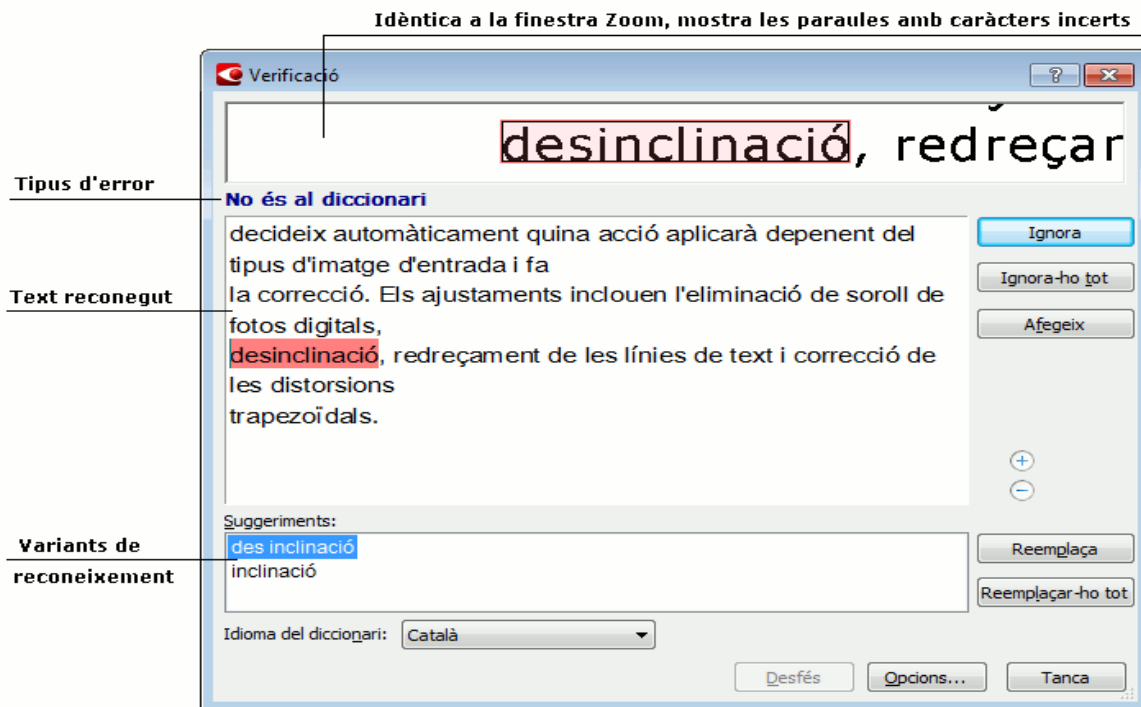 Idèntica a la finestra Zoom, mostra les paraules amb caràcters incerts
Verificació
desinclinació, redreçar
Tipus d'error
No és al diccionari
decideix automàticament quina acció aplicarà depenent del
tipus d'imatge d'entrada i fa
la correcció. Els ajustaments inclouen l'eliminació de soroll de
fotos digitals,
desinclinació, redreçament de les línies de text i correcció de
les distorsions
trapezoïdals.
Ignora
Ignora-ho tot
Afegeix
Text reconegut
Suggeriments:
des inclinació
inclinació
Variants de
reconeixement
Reemplaça
Reemplaçar-ho tot
Idioma del diccionari: Català
Desfés
Opcions...
Tanca